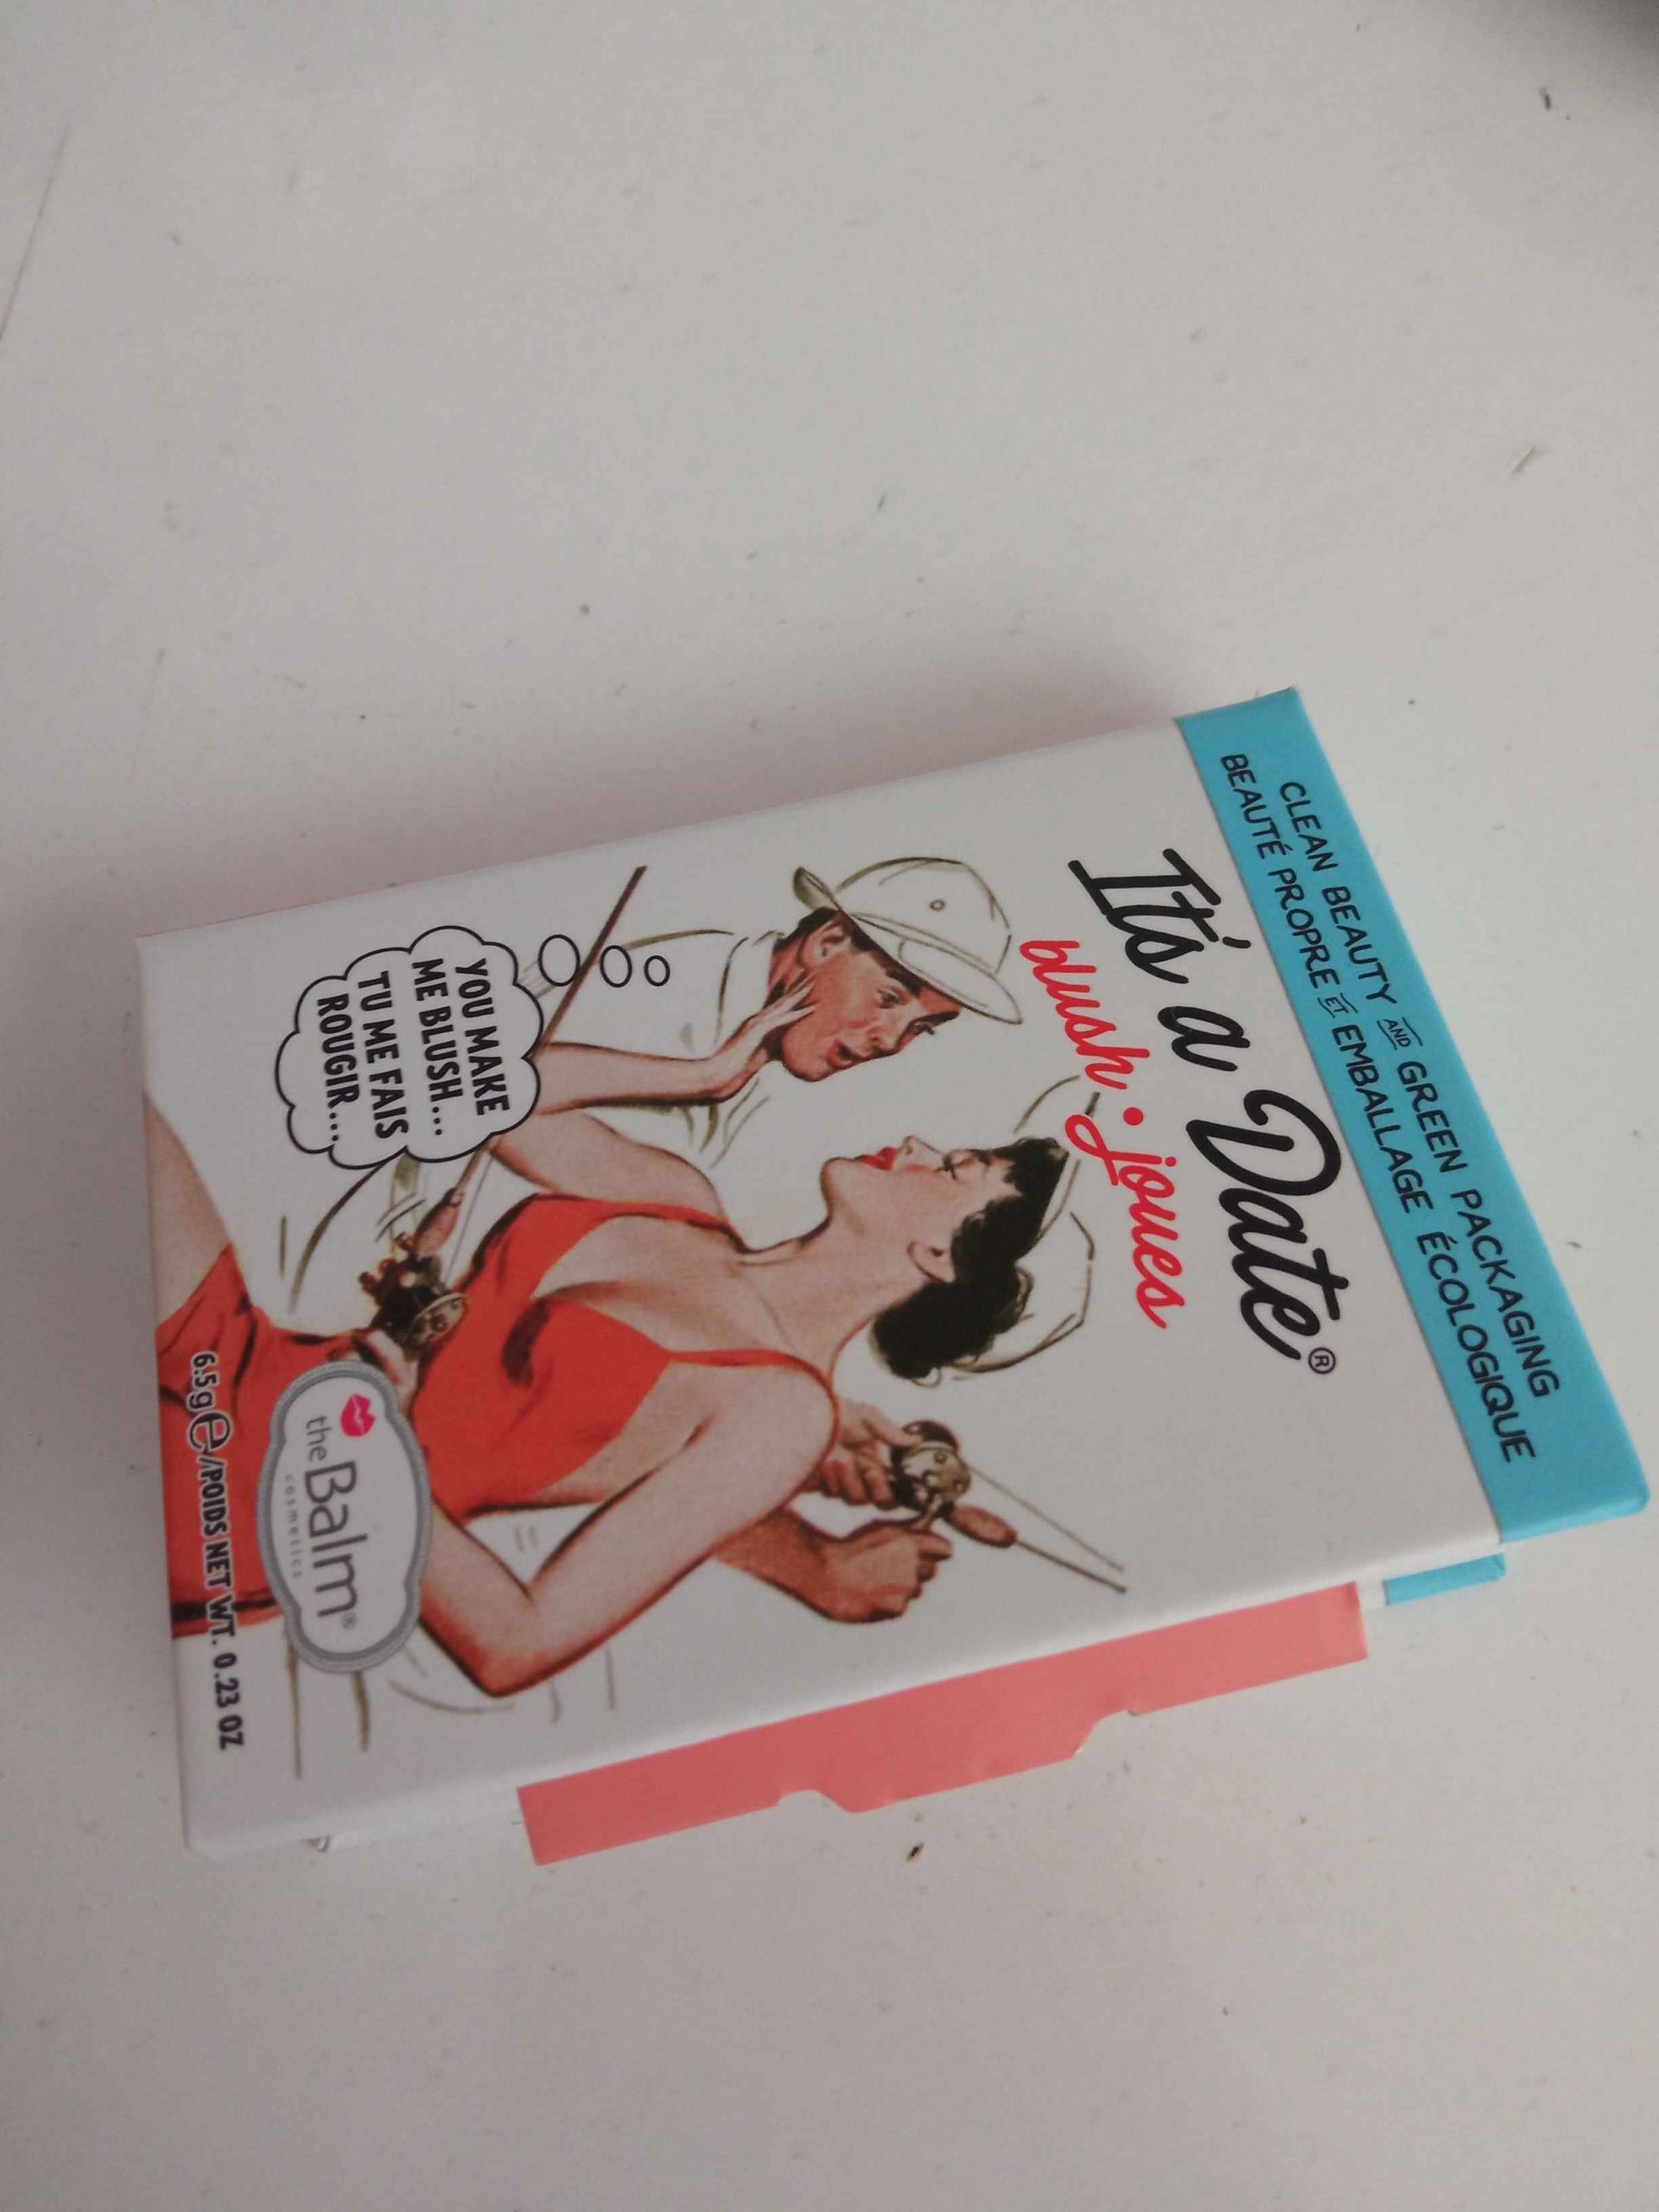 CLEAN BEAUTY AND GREEN PACKAGING
BEAUTÉ PROPRE ET EMBALLAGE ÉCOLOGIQUE
It's a Date®
blush • joues
YOU MAKE
ME BLUSH...
TU ME FAIS
ROUGIR...
theBalm®
cosmetics
6.5g℮/POIDS NET WT. 0.23 OZ